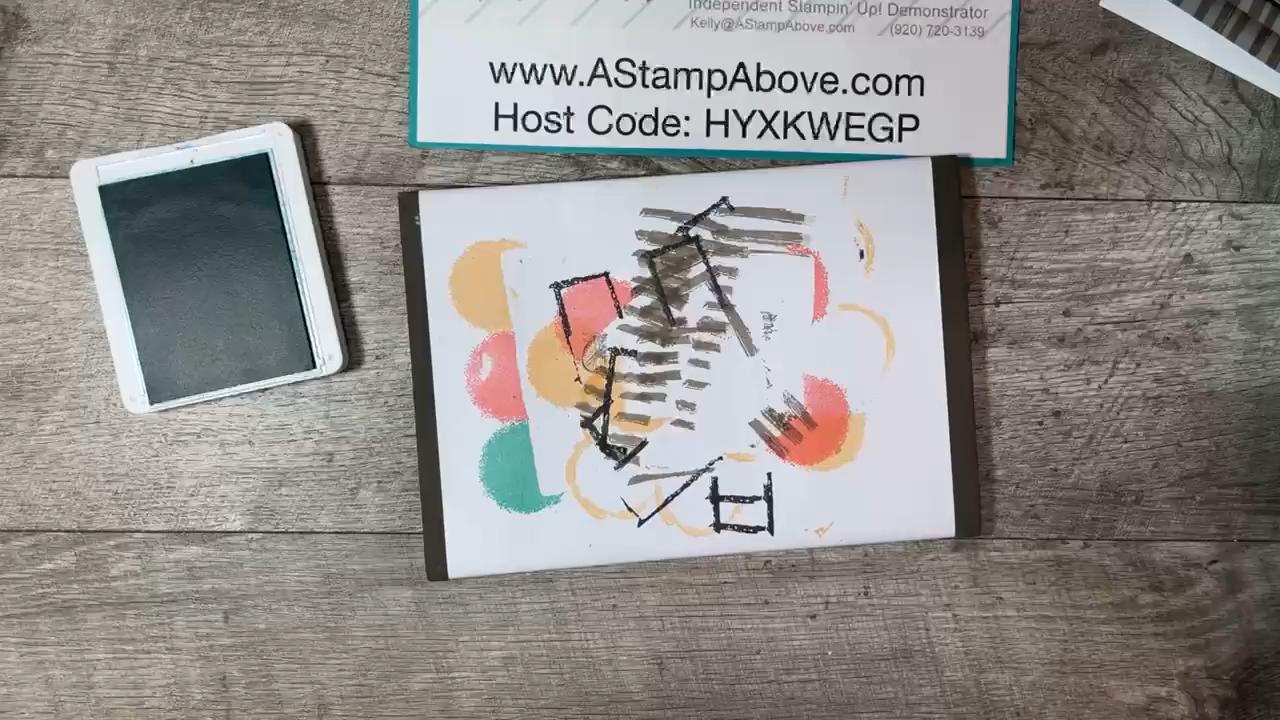 Independent Stampin' Up! Demonstrator
Kelly@AStampAbove.com (920) 720-3139
www.AStampAbove.com
Host Code: HYXKWEGP